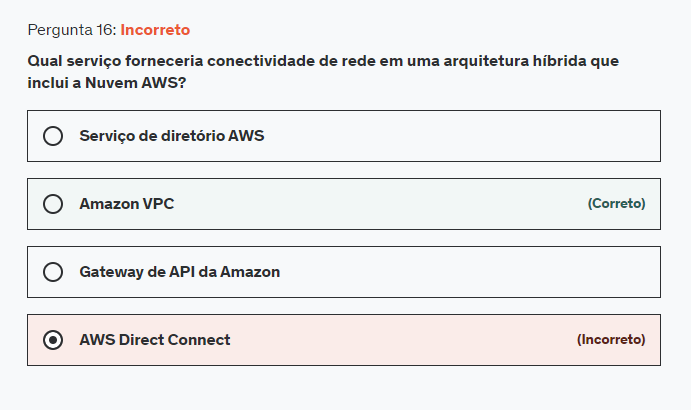 Pergunta 16: Incorreto
Qual serviço forneceria conectividade de rede em uma arquitetura híbrida que
inclui a Nuvem AWS?
Serviço de diretório AWS
Amazon VPC (Correto)
Gateway de API da Amazon
AWS Direct Connect (Incorreto)